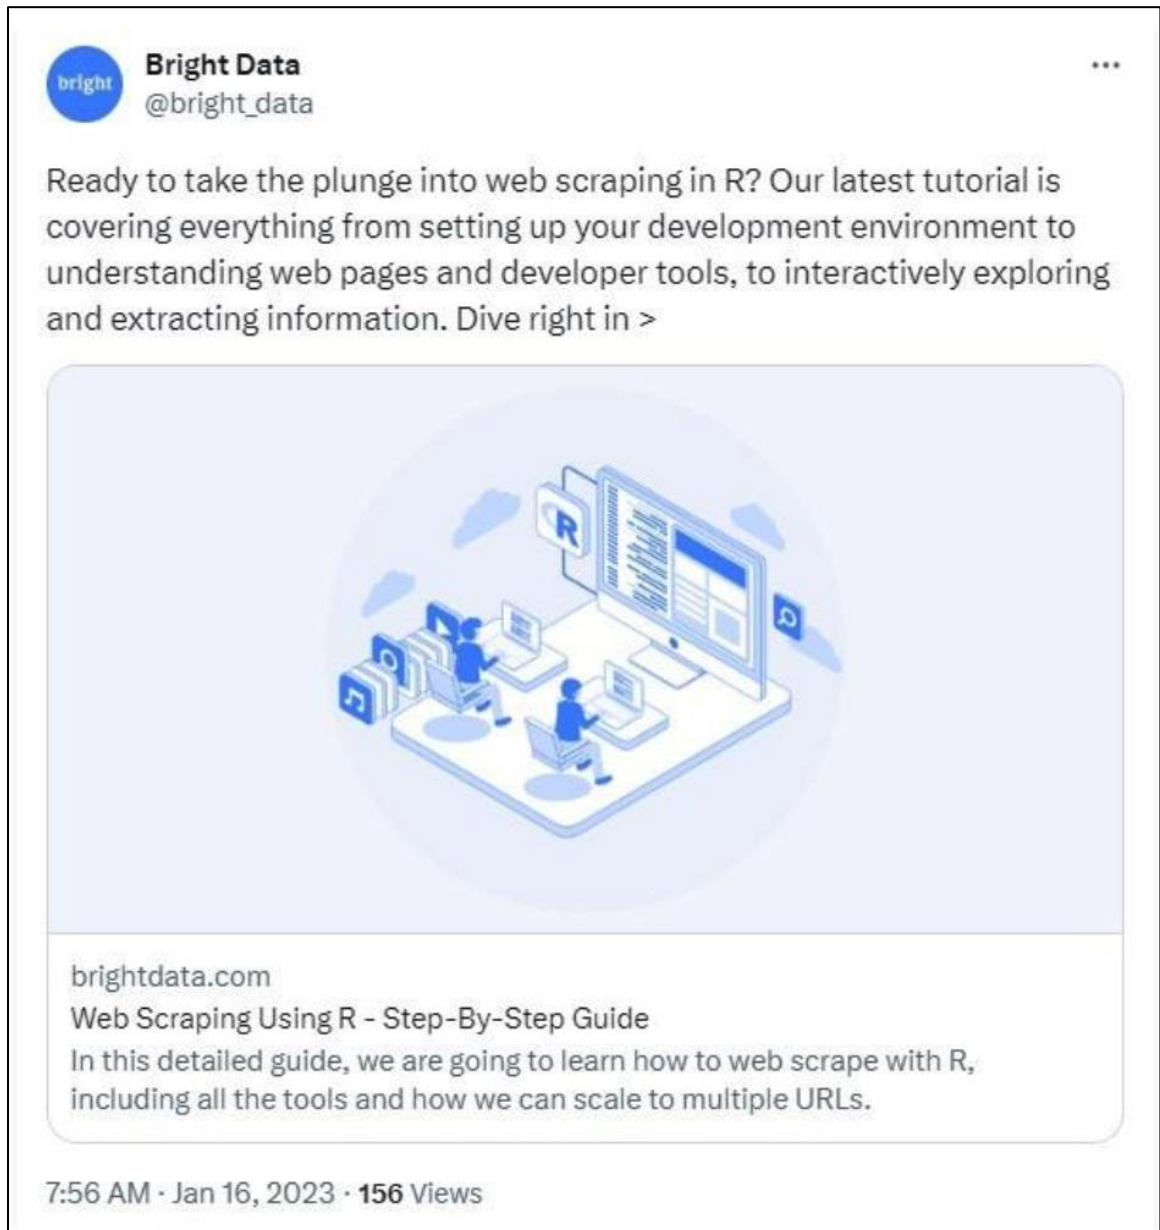 bright
Bright Data
@bright_data
Ready to take the plunge into web scraping in R? Our latest tutorial is
covering everything from setting up your development environment to
understanding web pages and developer tools, to interactively exploring
and extracting information. Dive right in >
R
brightdata.com
Web Scraping Using R - Step-By-Step Guide
In this detailed guide, we are going to learn how to web scrape with R,
including all the tools and how we can scale to multiple URLs.
7:56 AM · Jan 16, 2023 · 156 Views